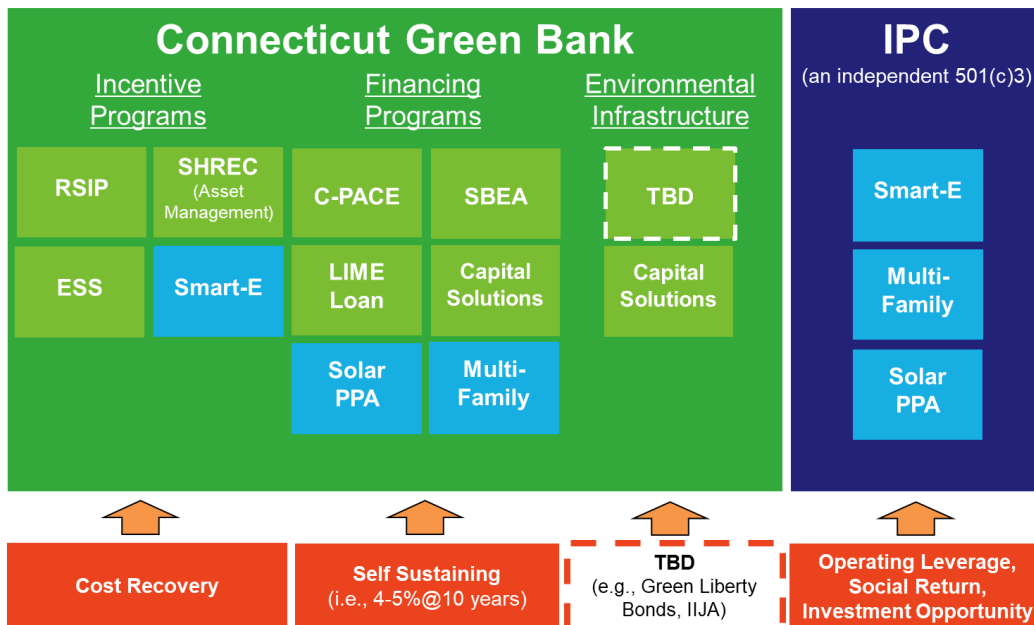 Connecticut Green Bank
Incentive
Programs
Financing
Programs
Environmental
Infrastructure
RSIP
SHREC
(Asset
Management)
C-PACE
SBEA
TBD
ESS
Smart-E
LIME
Loan
Capital
Solutions
Capital
Solutions
Solar
PPA
Multi-
Family
IPC
(an independent 501(c)3)
Smart-E
Multi-
Family
Solar
PPA
Cost Recovery
Self Sustaining
(i.e., 4-5%@10 years)
TBD
(e.g., Green Liberty
Bonds, IIJA)
Operating Leverage,
Social Return,
Investment Opportunity